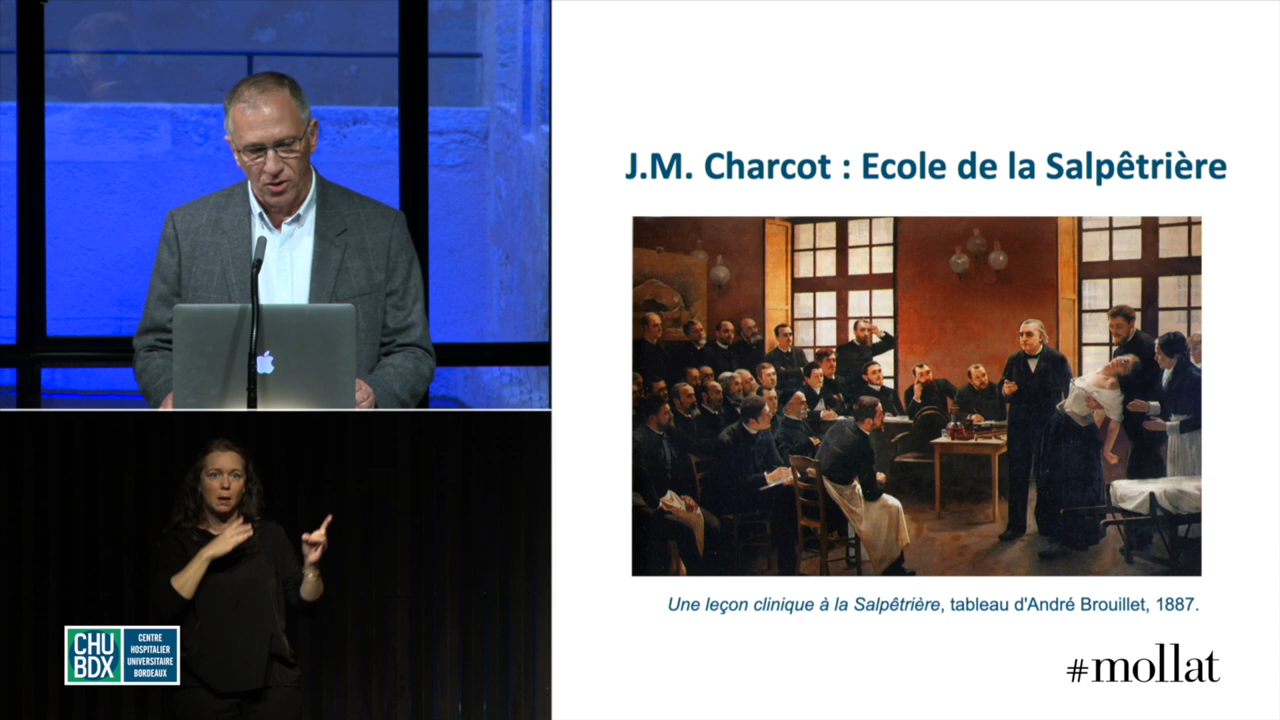 J.M. Charcot : Ecole de la Salpêtrière
Une leçon clinique à la Salpêtrière, tableau d'André Brouillet, 1887.
CHU
BDX
CENTRE
HOSPITALIER
UNIVERSITAIRE
BORDEAUX
#mollat